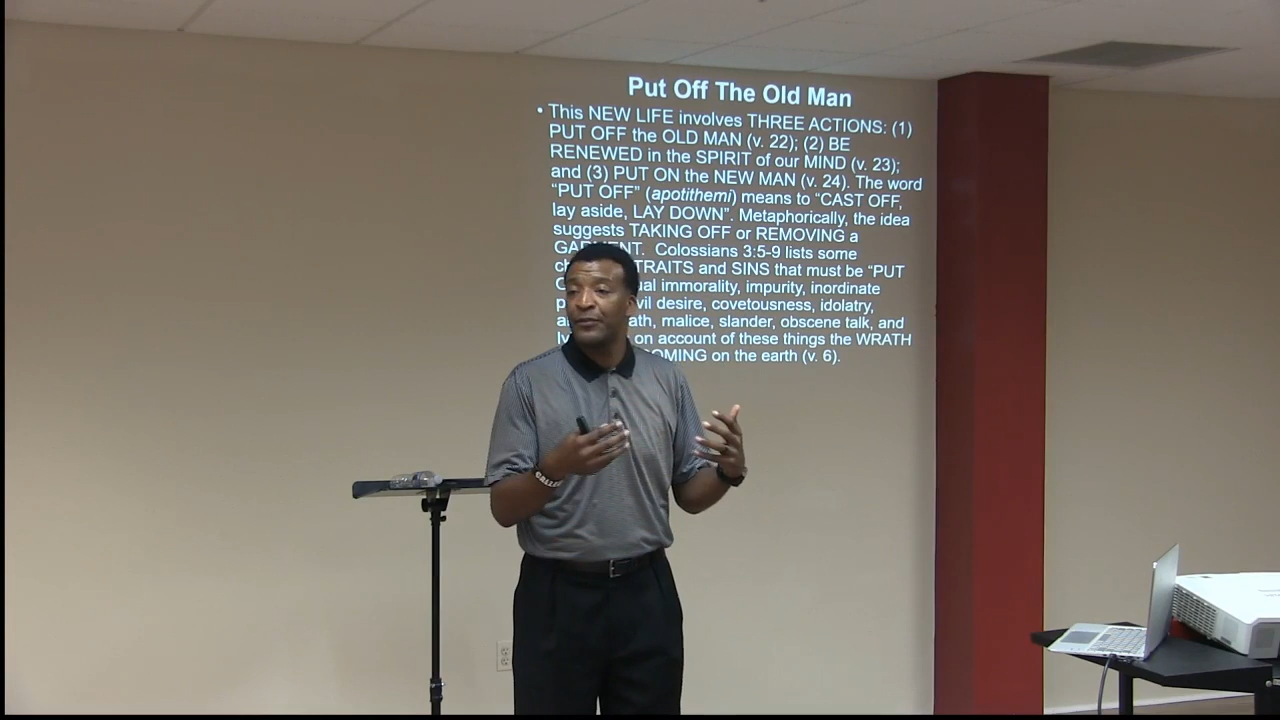 Put Off The Old Man
• This NEW LIFE involves THREE ACTIONS: (1)
PUT OFF the OLD MAN (v. 22); (2) BE
RENEWED in the SPIRIT of our MIND (v. 23);
and (3) PUT ON the NEW MAN (v. 24). The word
“PUT OFF” (apotithemi) means to “CAST OFF,
lay aside, LAY DOWN”. Metaphorically, the idea
suggests TAKING OFF or REMOVING a
GARMENT. Colossians 3:5-9 lists some
TRAITS and SINS that must be “PUT
immorality, impurity, inordinate
desire, covetousness, idolatry,
malice, slander, obscene talk, and
on account of these things the WRATH
COMING on the earth (v. 6).